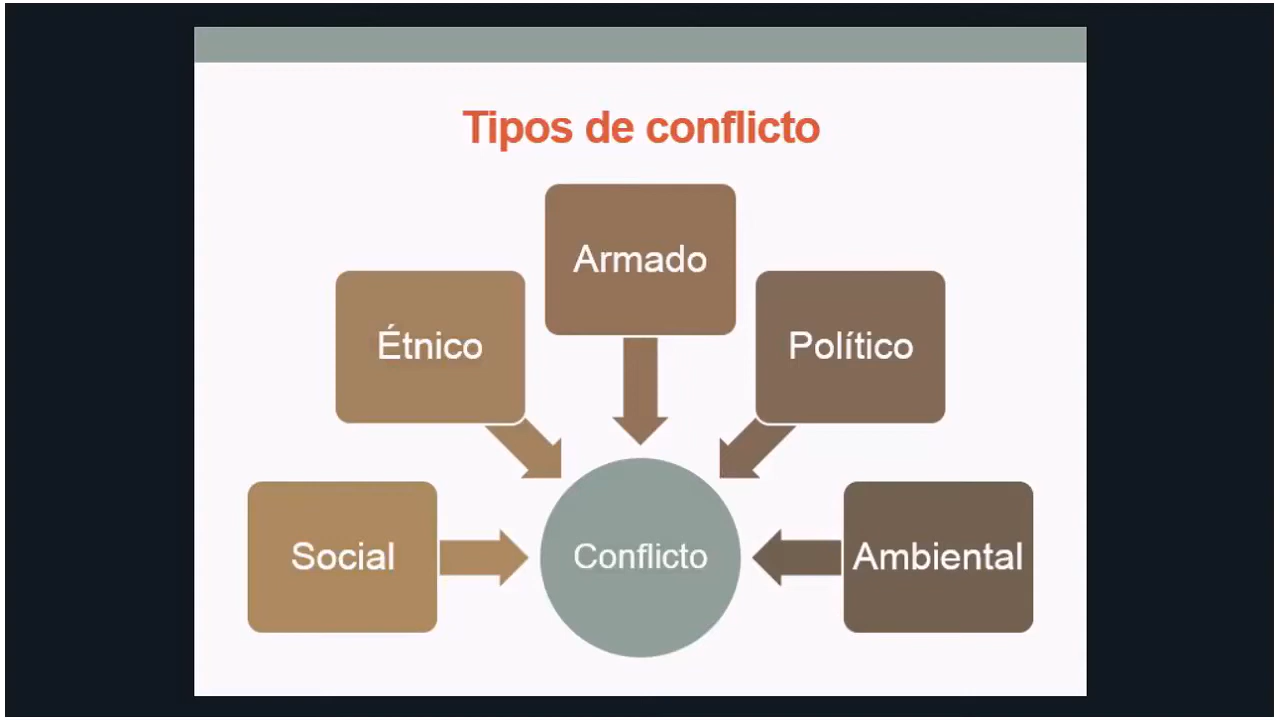 Tipos de conflicto
Armado
Étnico
Político
Social
Conflicto
Ambiental